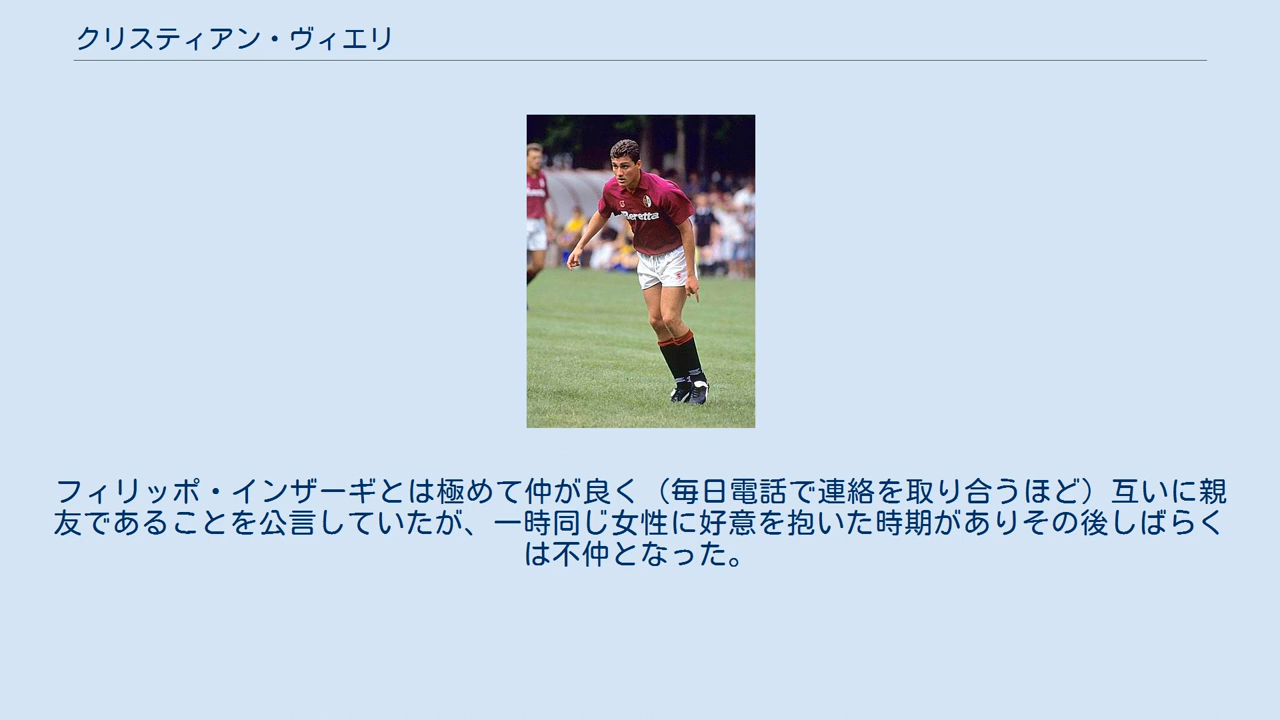 クリスティアン・ヴィエリ
Beretta
フィリッポ・インザーギとは極めて仲が良く（毎日電話で連絡を取り合うほど）互いに親
友であることを公言していたが、一時同じ女性に好意を抱いた時期がありその後しばらく
は不仲となった。